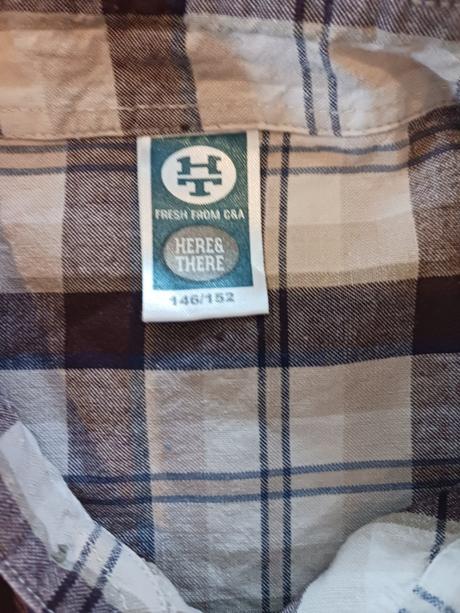 HT
FRESH FROM C&A
HERE&
THERE
146/152